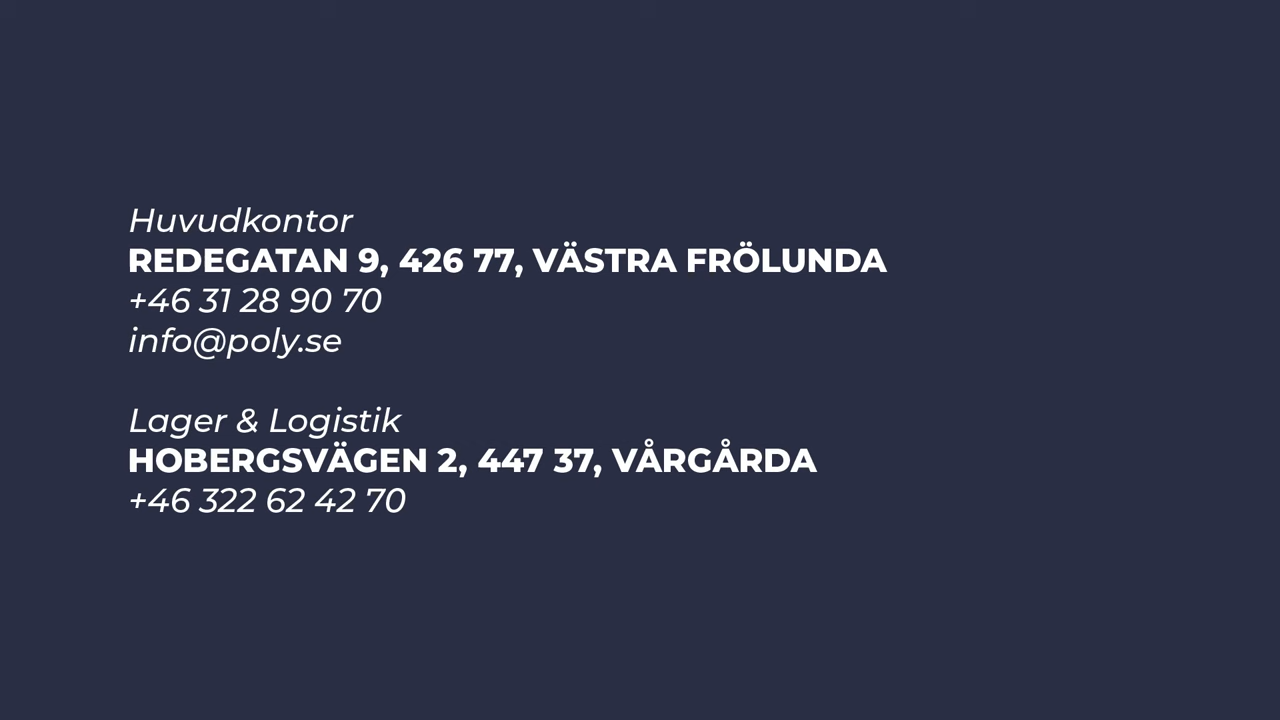 Huvudkontor
REDEGATAN 9, 426 77, VÄSTRA FRÖLUNDA
+46 31 28 90 70
info@poly.se
Lager & Logistik
HOBERGSVÄGEN 2, 447 37, VÅRGÅRDA
+46 322 62 42 70